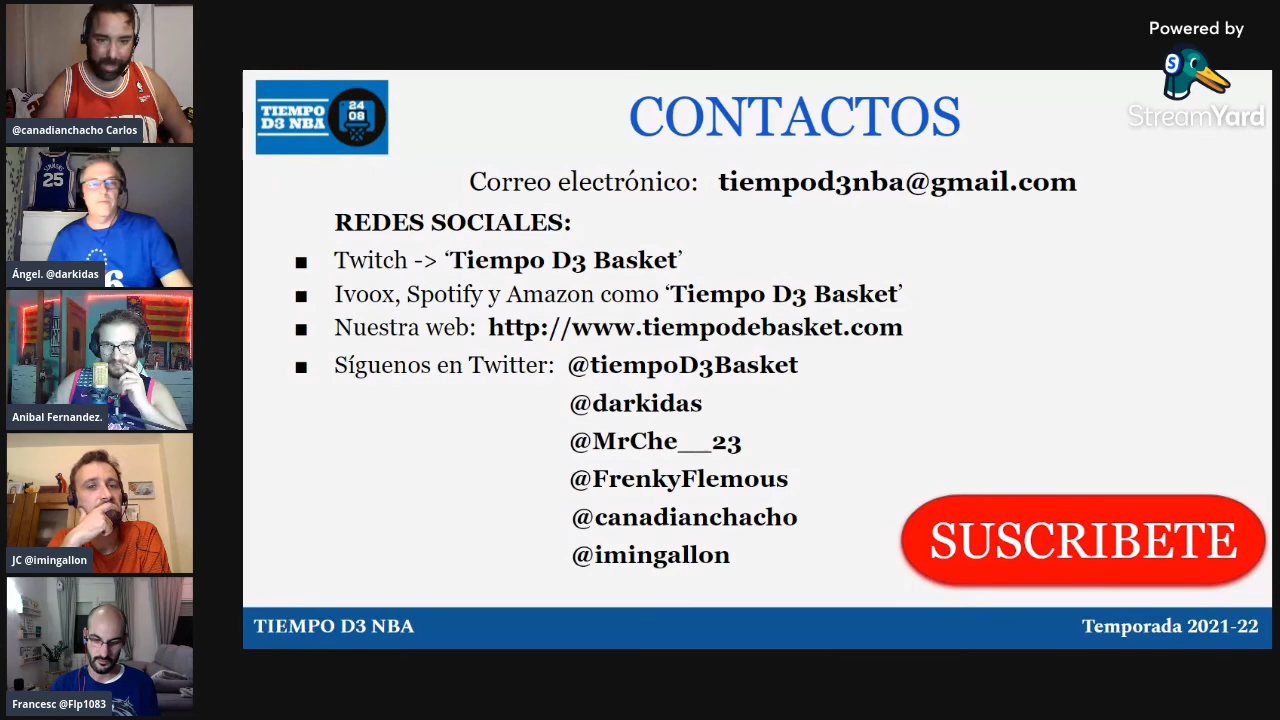 Powered by
StreamYard
TIEMPO
D3 NBA
24
08
CONTACTOS
Correo electrónico: tiempod3nba@gmail.com
REDES SOCIALES:
Twitch -> ‘Tiempo D3 Basket’
Ivoox, Spotify y Amazon como ‘Tiempo D3 Basket’
Nuestra web: http://www.tiempodebasket.com
Síguenos en Twitter: @tiempoD3Basket
@darkidas
@MrChe__23
@FrenkyFlemous
@canadianchacho
@imingallon
SUSCRIBETE
TIEMPO D3 NBA
Temporada 2021-22
@canadianchacho Carlos
SIMMONS
25
Ángel. @darkidas
6
Anibal Fernandez.
JC @imingallon
Francesc @Flp1083